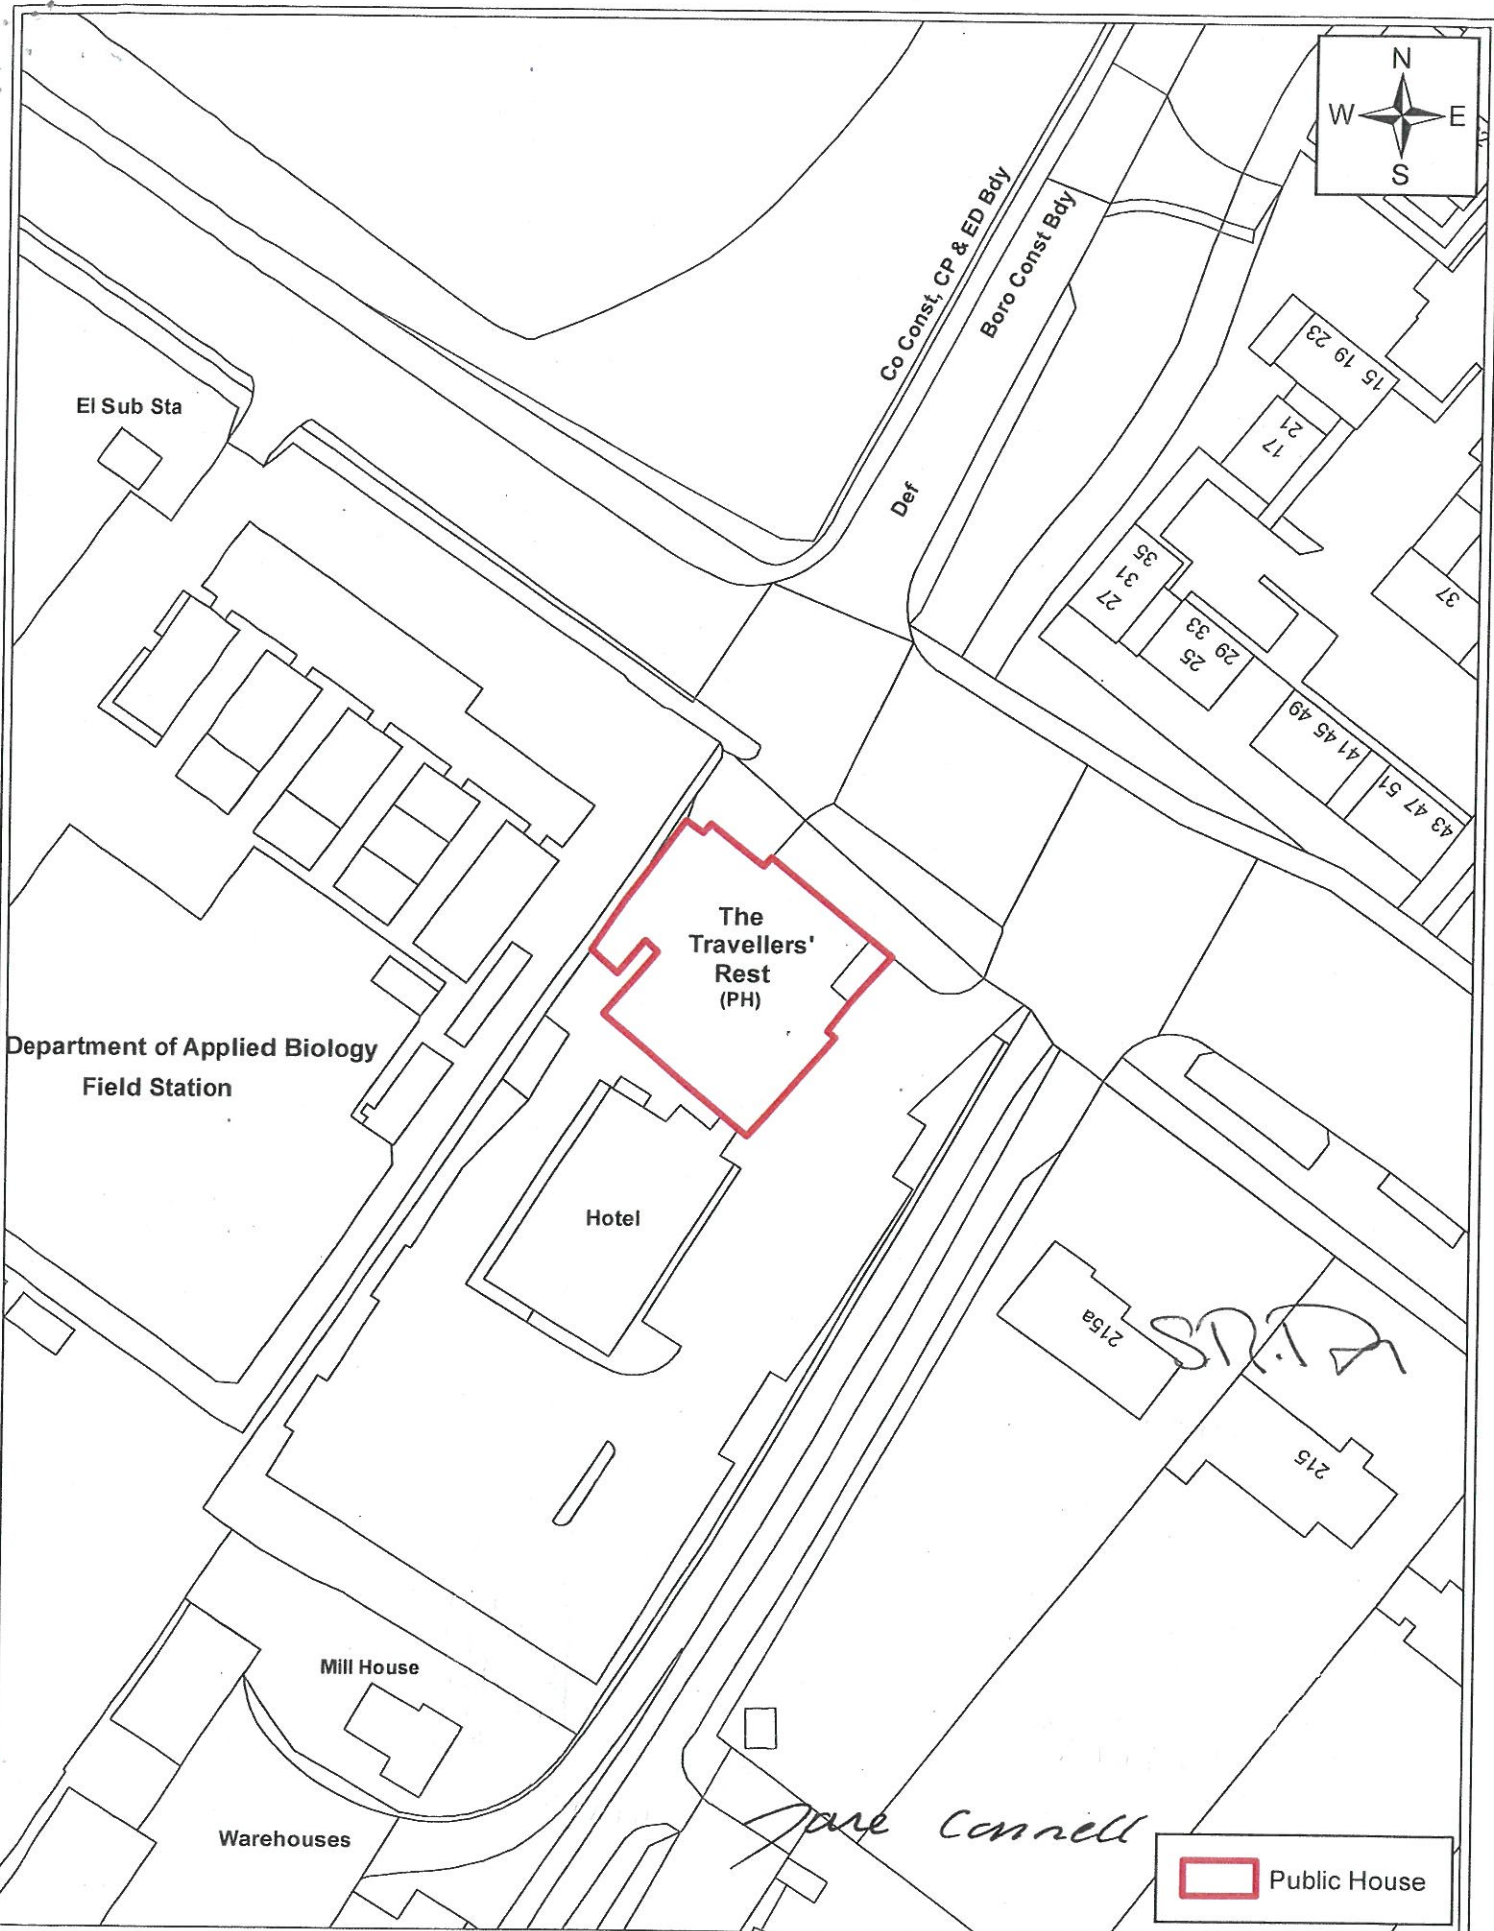 N
W E
S
Co Const, CP & ED Bdy
Boro Const Bdy
Def
El Sub Sta
15 19 23
17 21
27 31 35
25 29 33
37
41 45 49
43 47 51
The
Travellers'
Rest
(PH)
Department of Applied Biology
Field Station
Hotel
215a
215
Mill House
Warehouses
Jane Connell
Public House